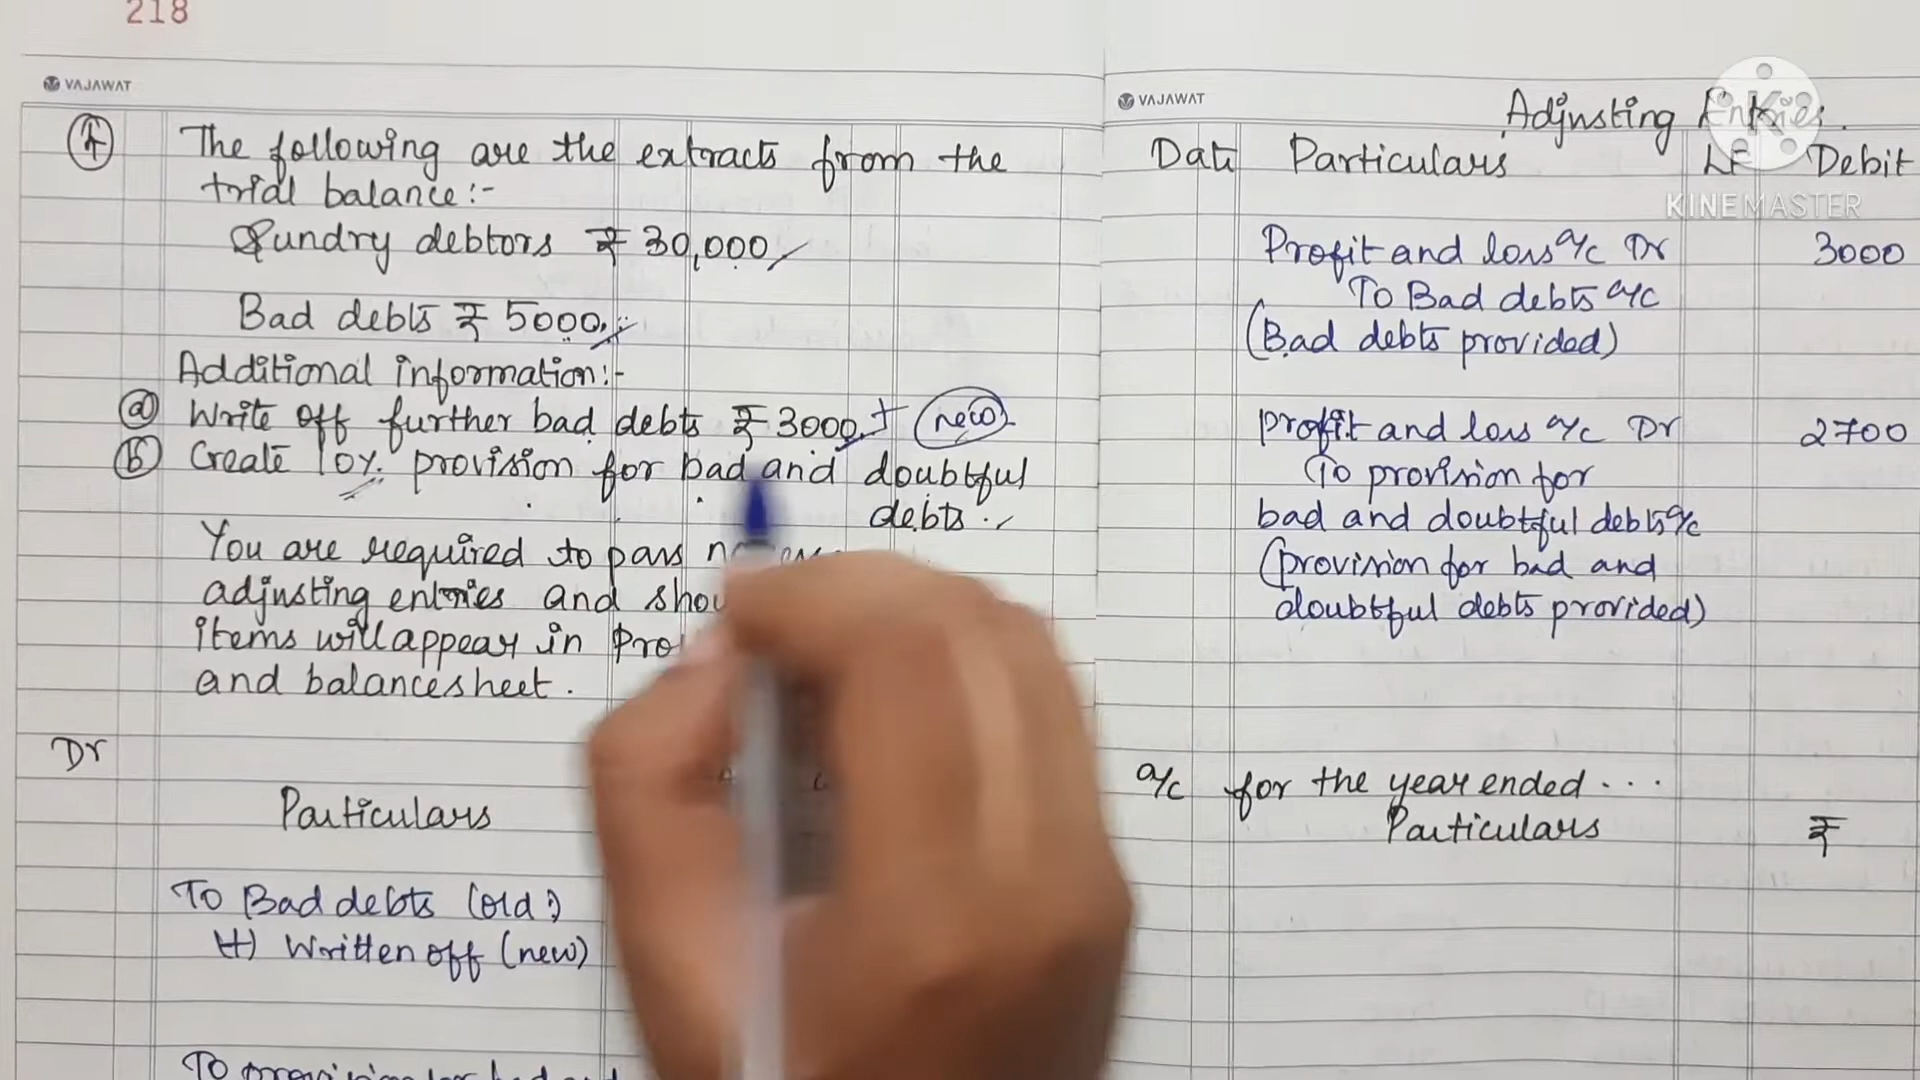 218
VAJAWAT
The following are the extracts from the
trial balance:-
Sundry debtors ₹ 30,000
Bad debts ₹ 5000
Additional information:-
(a) Write off further bad debts ₹ 3000 + (new)
(b) Create 10% provision for bad and doubtful
debts.
You are required to pass
adjusting entries and
items will appear in
and balancesheet.
Dr
Particulars
To Bad debts (old)
(+) Written off (new)
To provision for bad and
VAJAWAT
Adjusting Entries.
Date Particulars LF Debit
KINEMASTER
Profit and loss a/c Dr 3000
To Bad debts a/c
(Bad debts provided)
Profit and loss a/c Dr 2700
To provision for
bad and doubtful debts a/c
(provision for bad and
doubtful debts provided)
a/c for the year ended ...
Particulars ₹